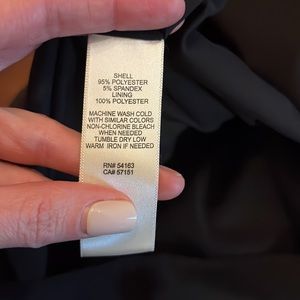 SHELL
95% POLYESTER
5% SPANDEX
LINING
100% POLYESTER
MACHINE WASH COLD
WITH SIMILAR COLORS
NON-CHLORINE BLEACH
WHEN NEEDED
TUMBLE DRY LOW
WARM IRON IF NEEDED
RN# 54163
CA# 57151